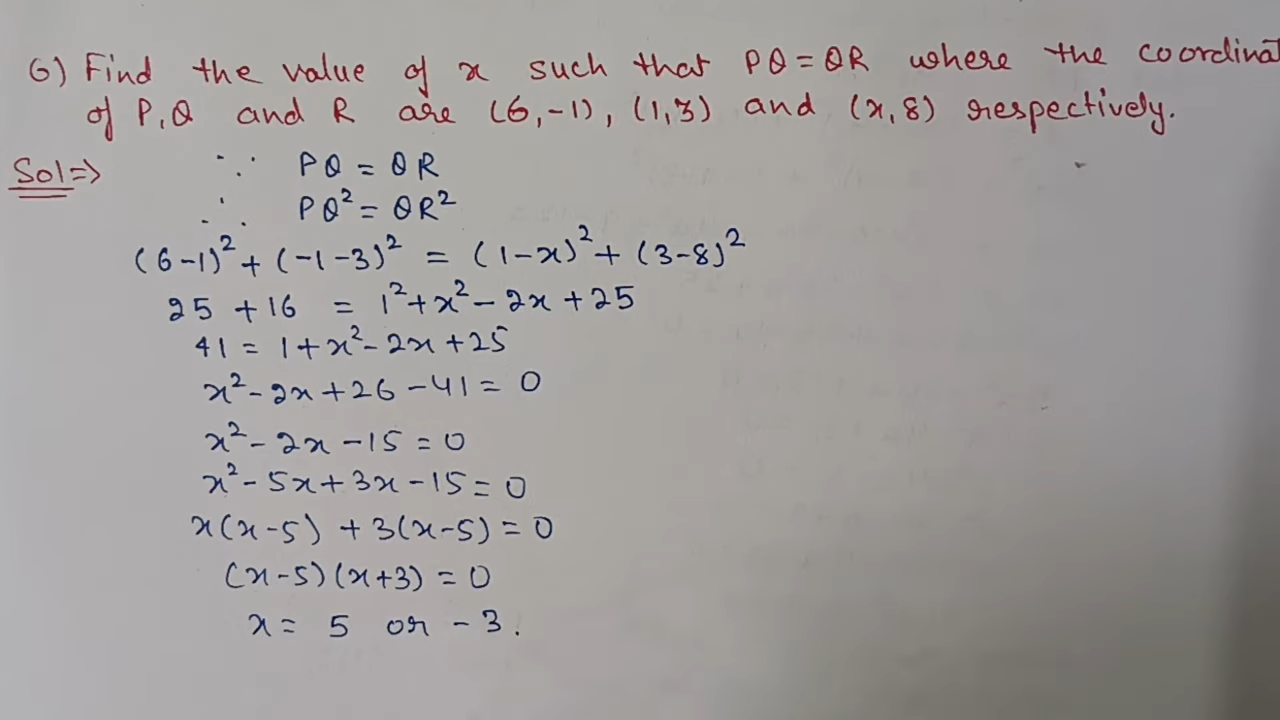 6) Find the value of x such that PQ = QR where the coordinat
of P, Q and R are (6,-1), (1,3) and (x, 8) respectively.
Sol=>
∵ PQ = QR
∴ PQ² = QR²
(6-1)² + (-1-3)² = (1-x)² + (3-8)²
25 + 16 = 1² + x² - 2x + 25
41 = 1 + x² - 2x + 25
x² - 2x + 26 - 41 = 0
x² - 2x - 15 = 0
x² - 5x + 3x - 15 = 0
x(x-5) + 3(x-5) = 0
(x-5)(x+3) = 0
x = 5 or -3.